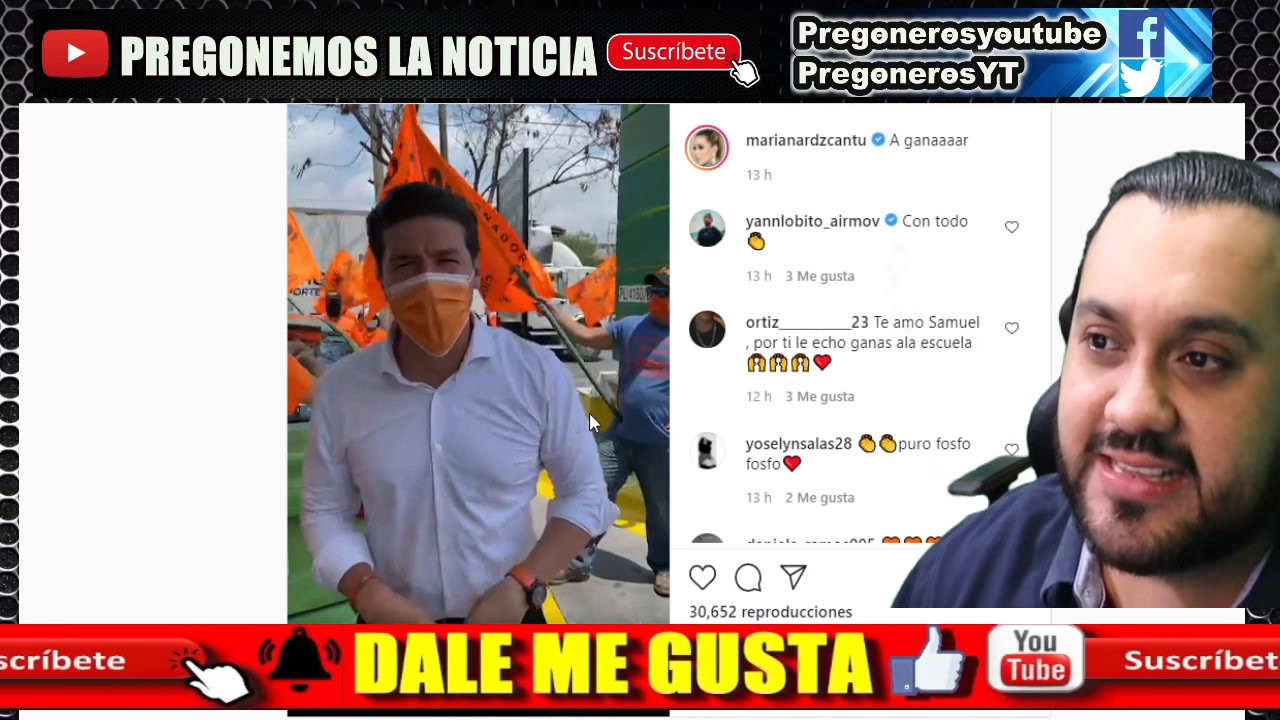 PREGONEMOS LA NOTICIA
Suscríbete
Pregonerosyoutube
PregonerosYT
marianardzcantu A ganaaaar
13 h
yannlobito_airmov Con todo
13 h 3 Me gusta
ortiz___________23 Te amo Samuel
, por ti le echo ganas ala escuela
12 h 3 Me gusta
yoselynsalas28 puro fosfo
fosfo
13 h 2 Me gusta
30,652 reproducciones
ORTE
scríbete
DALE ME GUSTA
You
Tube
Suscríbet